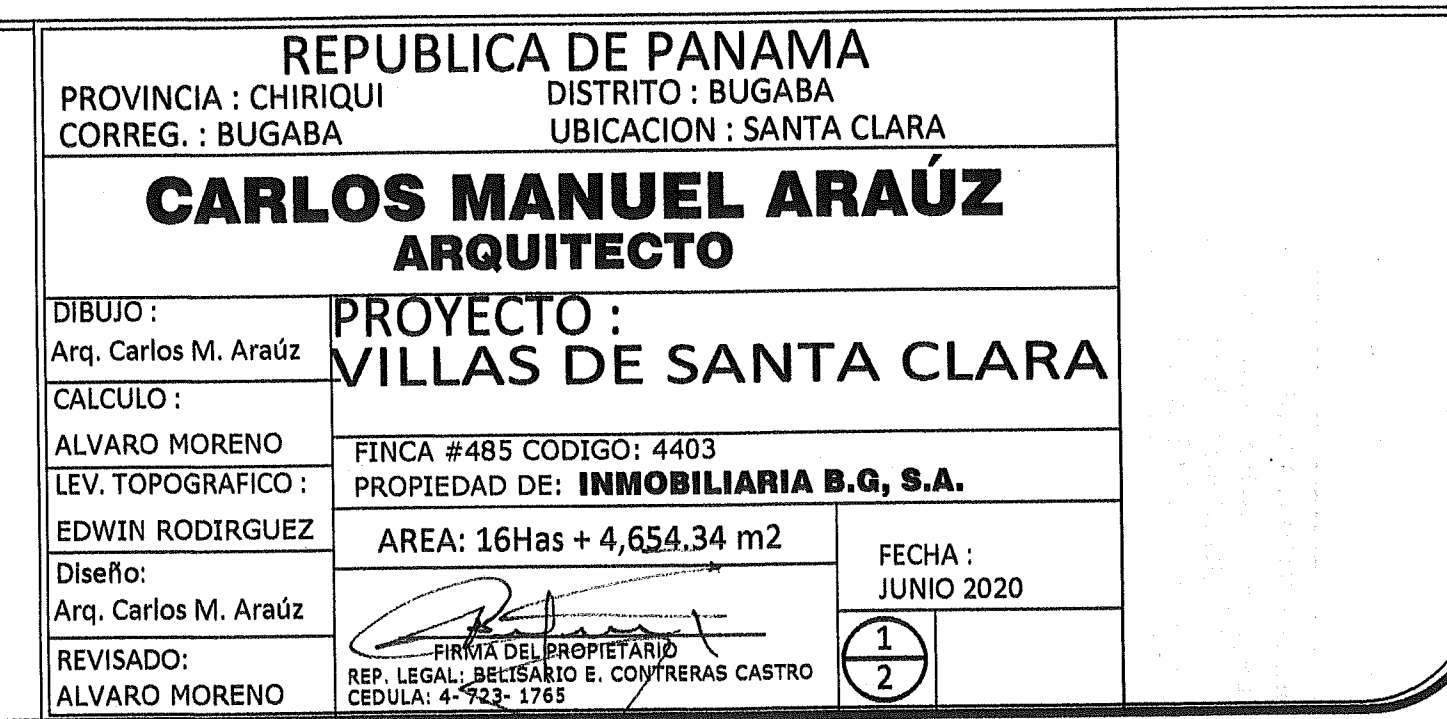 REPUBLICA DE PANAMA
PROVINCIA : CHIRIQUI DISTRITO : BUGABA
CORREG. : BUGABA UBICACION : SANTA CLARA
CARLOS MANUEL ARAÚZ
ARQUITECTO
DIBUJO :
Arq. Carlos M. Araúz
CALCULO :
ALVARO MORENO
LEV. TOPOGRAFICO :
EDWIN RODIRGUEZ
Diseño:
Arq. Carlos M. Araúz
REVISADO:
ALVARO MORENO
PROYECTO :
VILLAS DE SANTA CLARA
FINCA #485 CODIGO: 4403
PROPIEDAD DE: INMOBILIARIA B.G, S.A.
AREA: 16Has + 4,654.34 m2
FIRMA DEL PROPIETARIO
REP. LEGAL: BELISARIO E. CONTRERAS CASTRO
CEDULA: 4-723-1765
FECHA :
JUNIO 2020
1
2